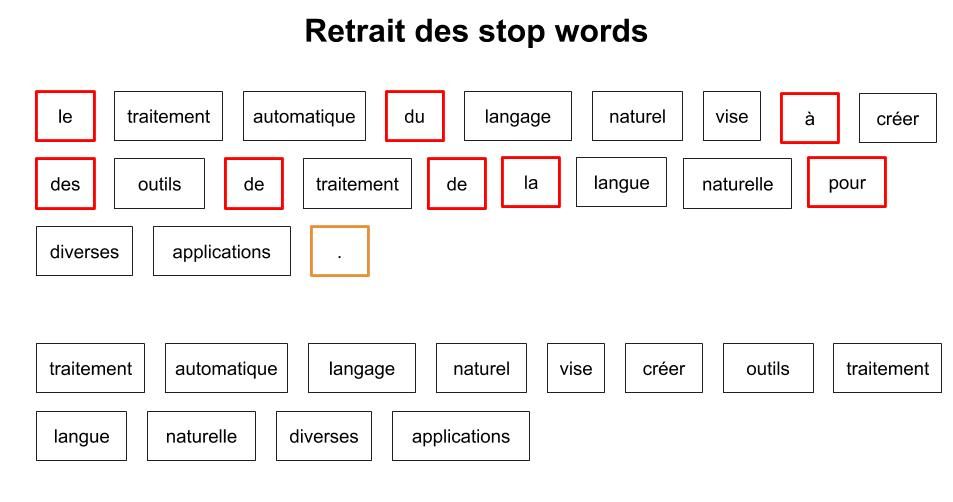 Retrait des stop words
le traitement automatique du langage naturel vise à créer
des outils de traitement de la langue naturelle pour
diverses applications .
traitement automatique langage naturel vise créer outils traitement
langue naturelle diverses applications